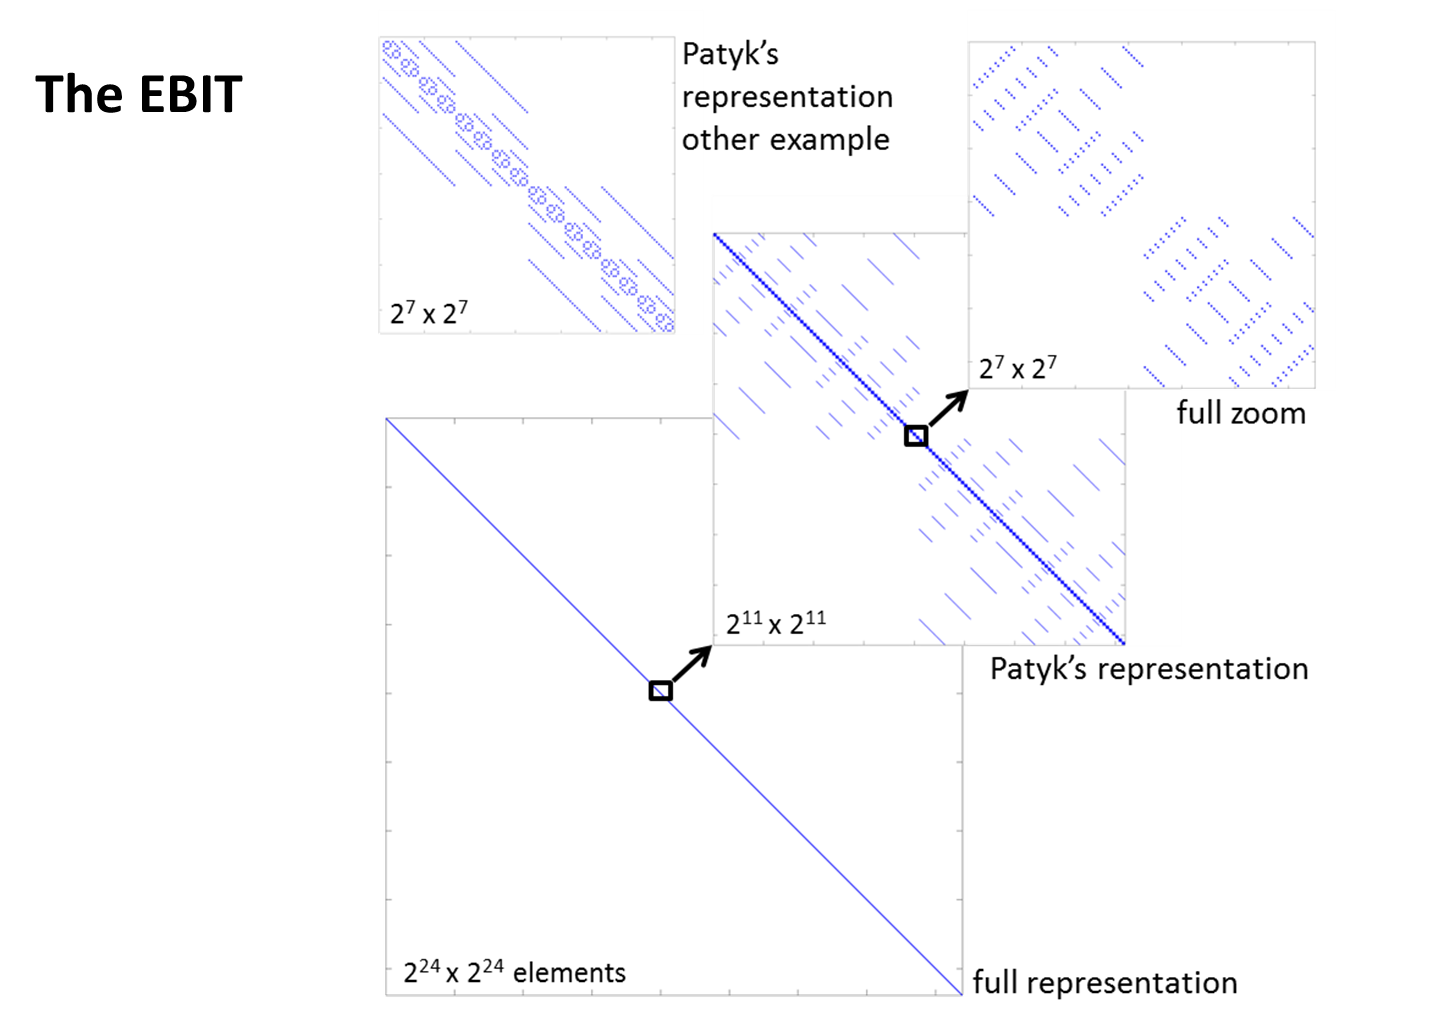 The EBIT
Patyk's
representation
other example
2⁷ x 2⁷
2⁷ x 2⁷
full zoom
2¹¹ x 2¹¹
Patyk's representation
2²⁴ x 2²⁴ elements
full representation